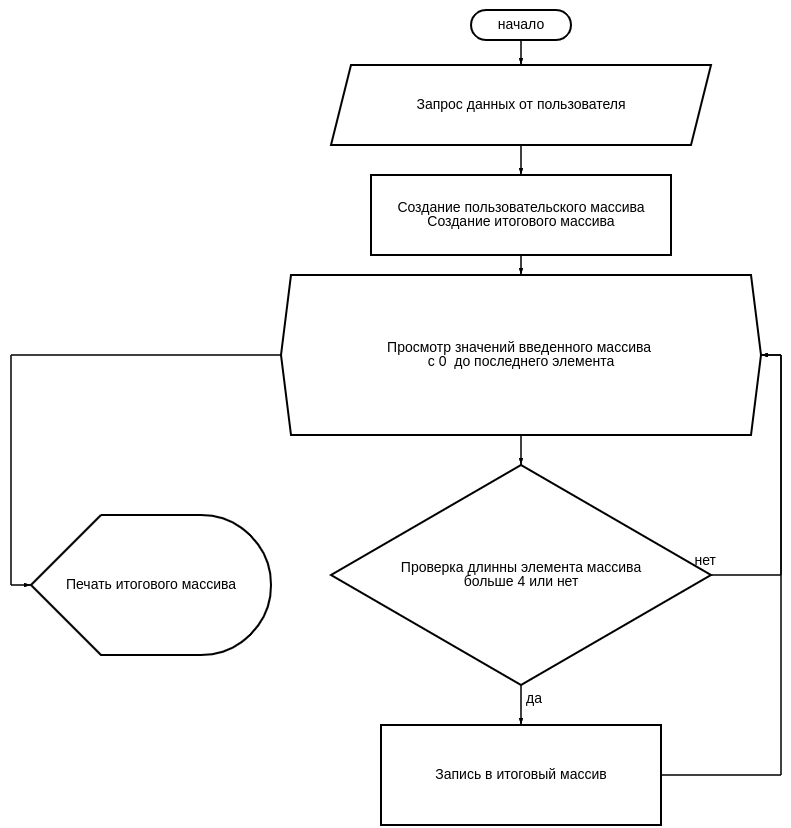 начало
Запрос данных от пользователя
Создание пользовательского массива
Создание итогового массива
Просмотр значений введенного массива
с 0  до последнего элемента
Проверка длинны элемента массива
больше 4 или нет
нет
Печать итогового массива
да
Запись в итоговый массив